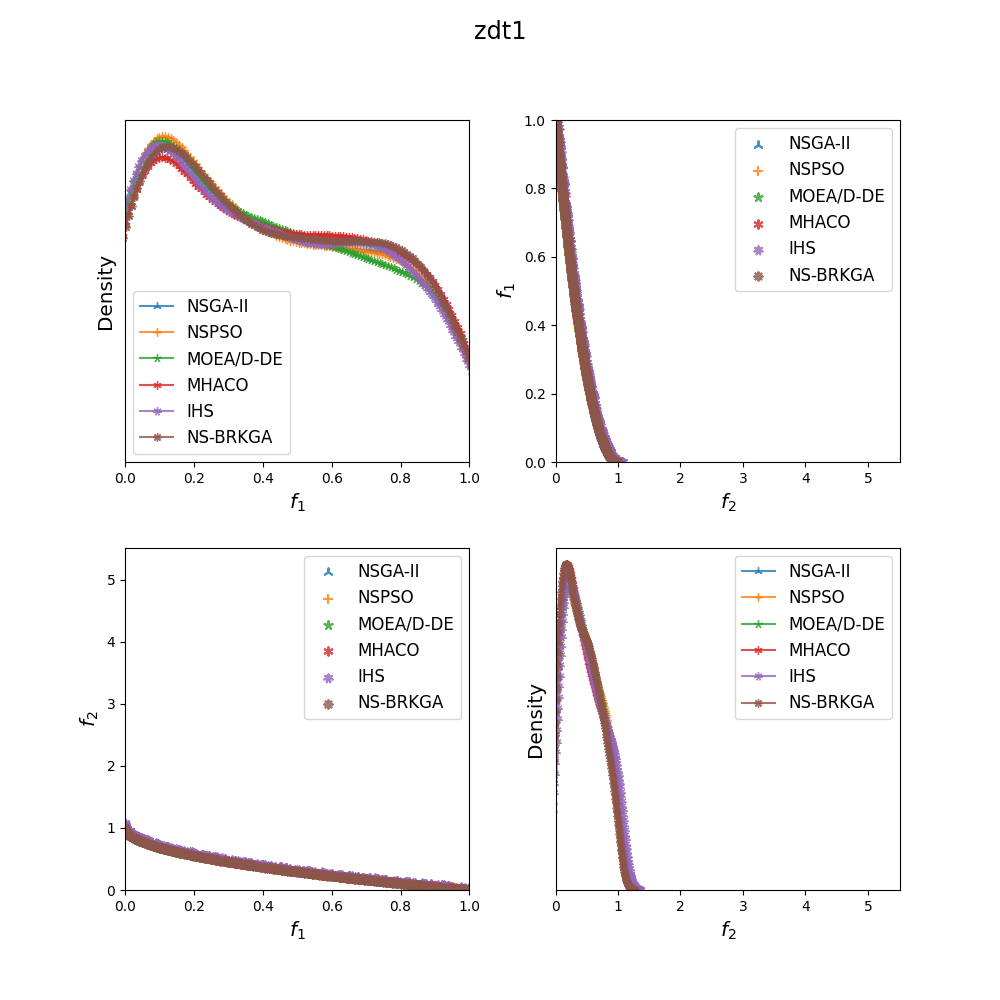 zdt1
Density
NSGA-II
NSPSO
MOEA/D-DE
MHACO
IHS
NS-BRKGA
0.0 0.2 0.4 0.6 0.8 1.0
f1
f1
1.0
0.8
0.6
0.4
0.2
0.0
NSGA-II
NSPSO
MOEA/D-DE
MHACO
IHS
NS-BRKGA
0 1 2 3 4 5
f2
f2
5
4
3
2
1
0
NSGA-II
NSPSO
MOEA/D-DE
MHACO
IHS
NS-BRKGA
0.0 0.2 0.4 0.6 0.8 1.0
f1
Density
NSGA-II
NSPSO
MOEA/D-DE
MHACO
IHS
NS-BRKGA
0 1 2 3 4 5
f2